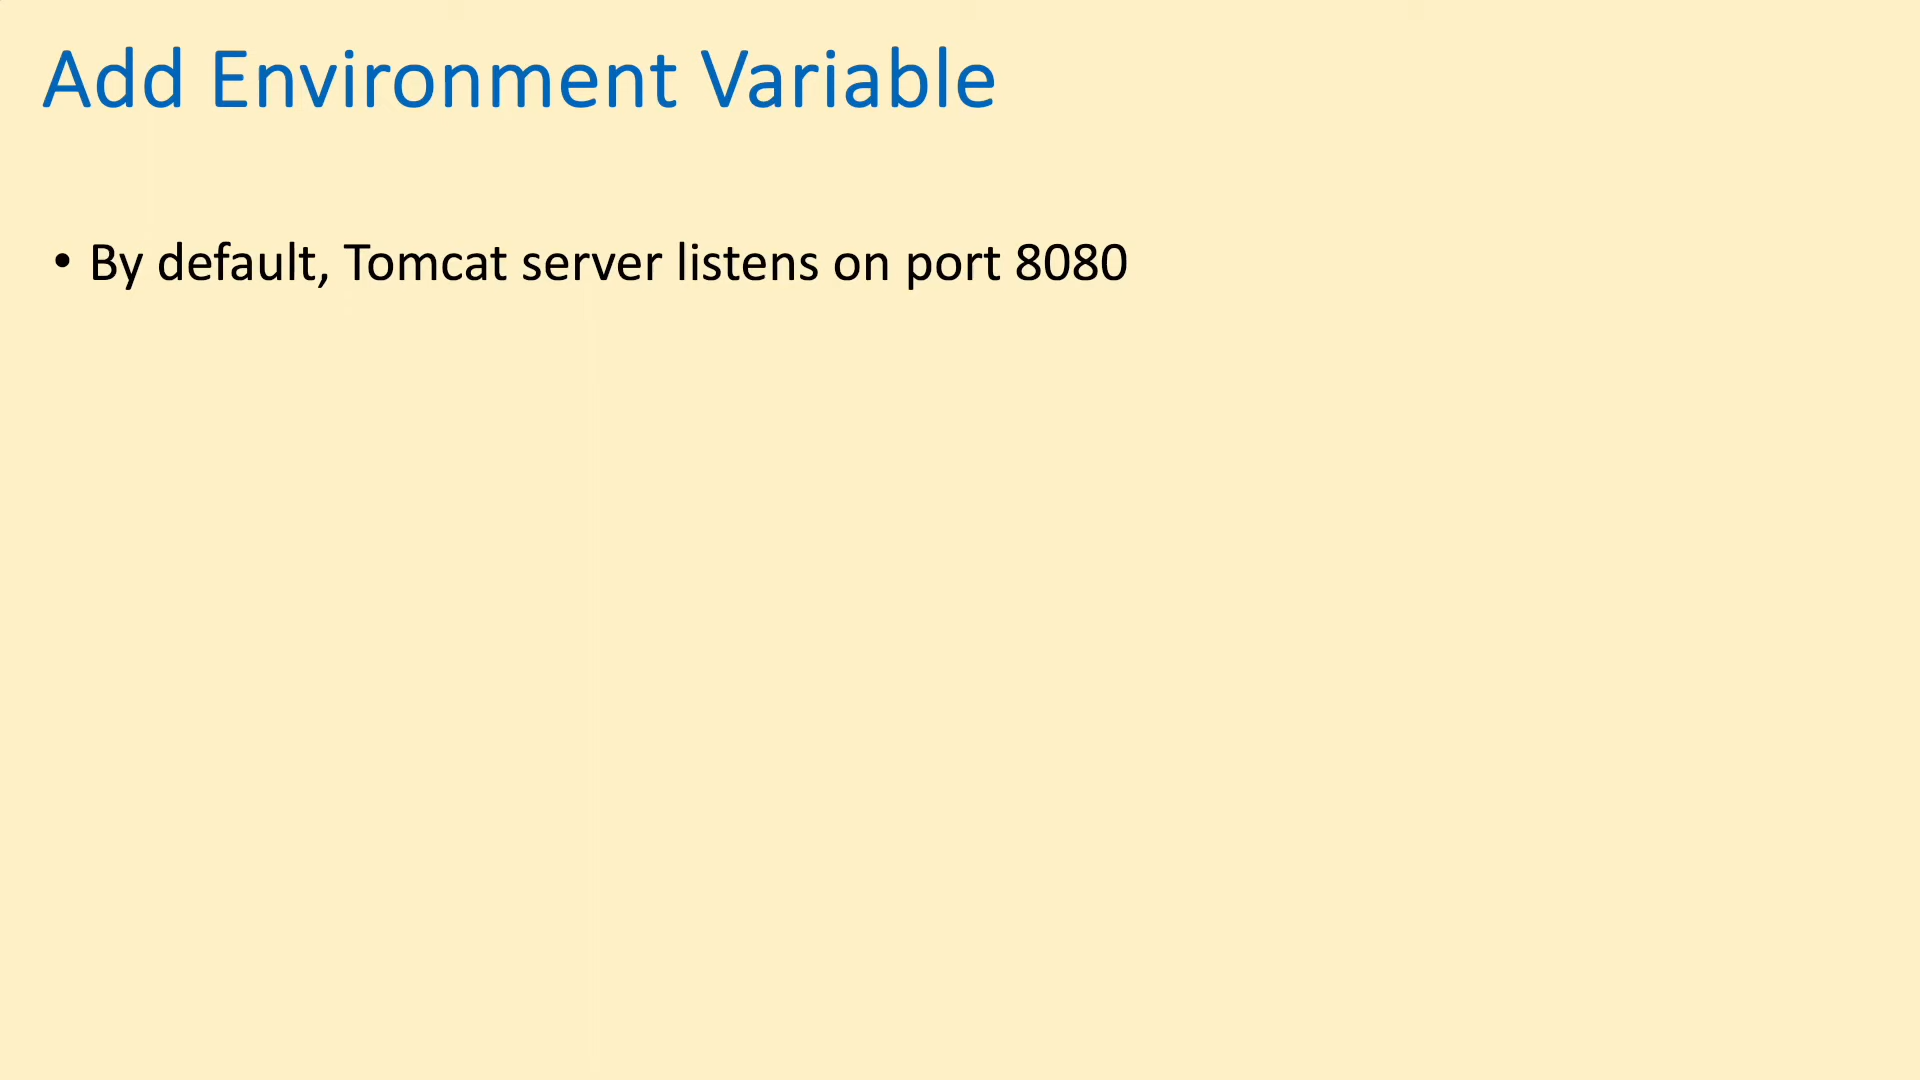 Add Environment Variable
• By default, Tomcat server listens on port 8080